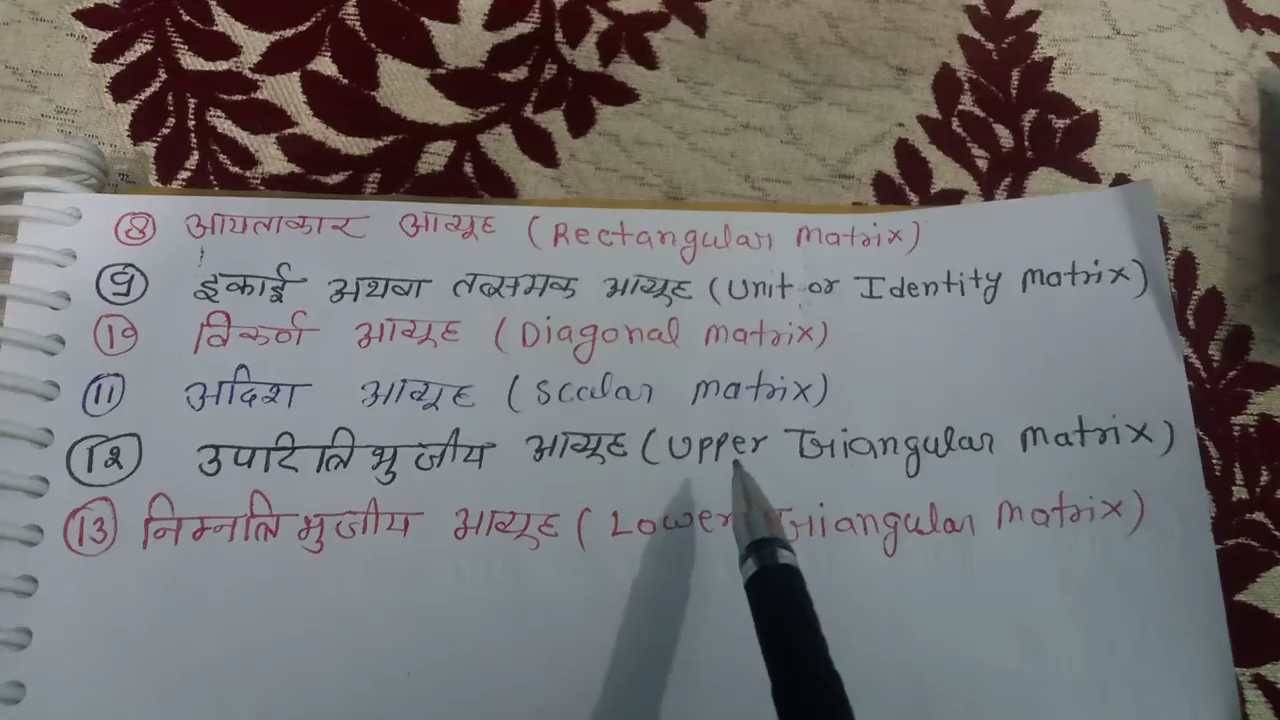 ⑧ आयताकार आव्यूह (Rectangular matrix)
⑨ इकाई अथवा तत्समक आव्यूह (Unit or Identity matrix)
⑩ विकर्ण आव्यूह (Diagonal matrix)
⑪ अदिश आव्यूह (Scalar matrix)
⑫ उपरित्रिभुजीय आव्यूह (Upper Triangular matrix)
⑬ निम्नत्रिभुजीय आव्यूह (Lower Triangular matrix)